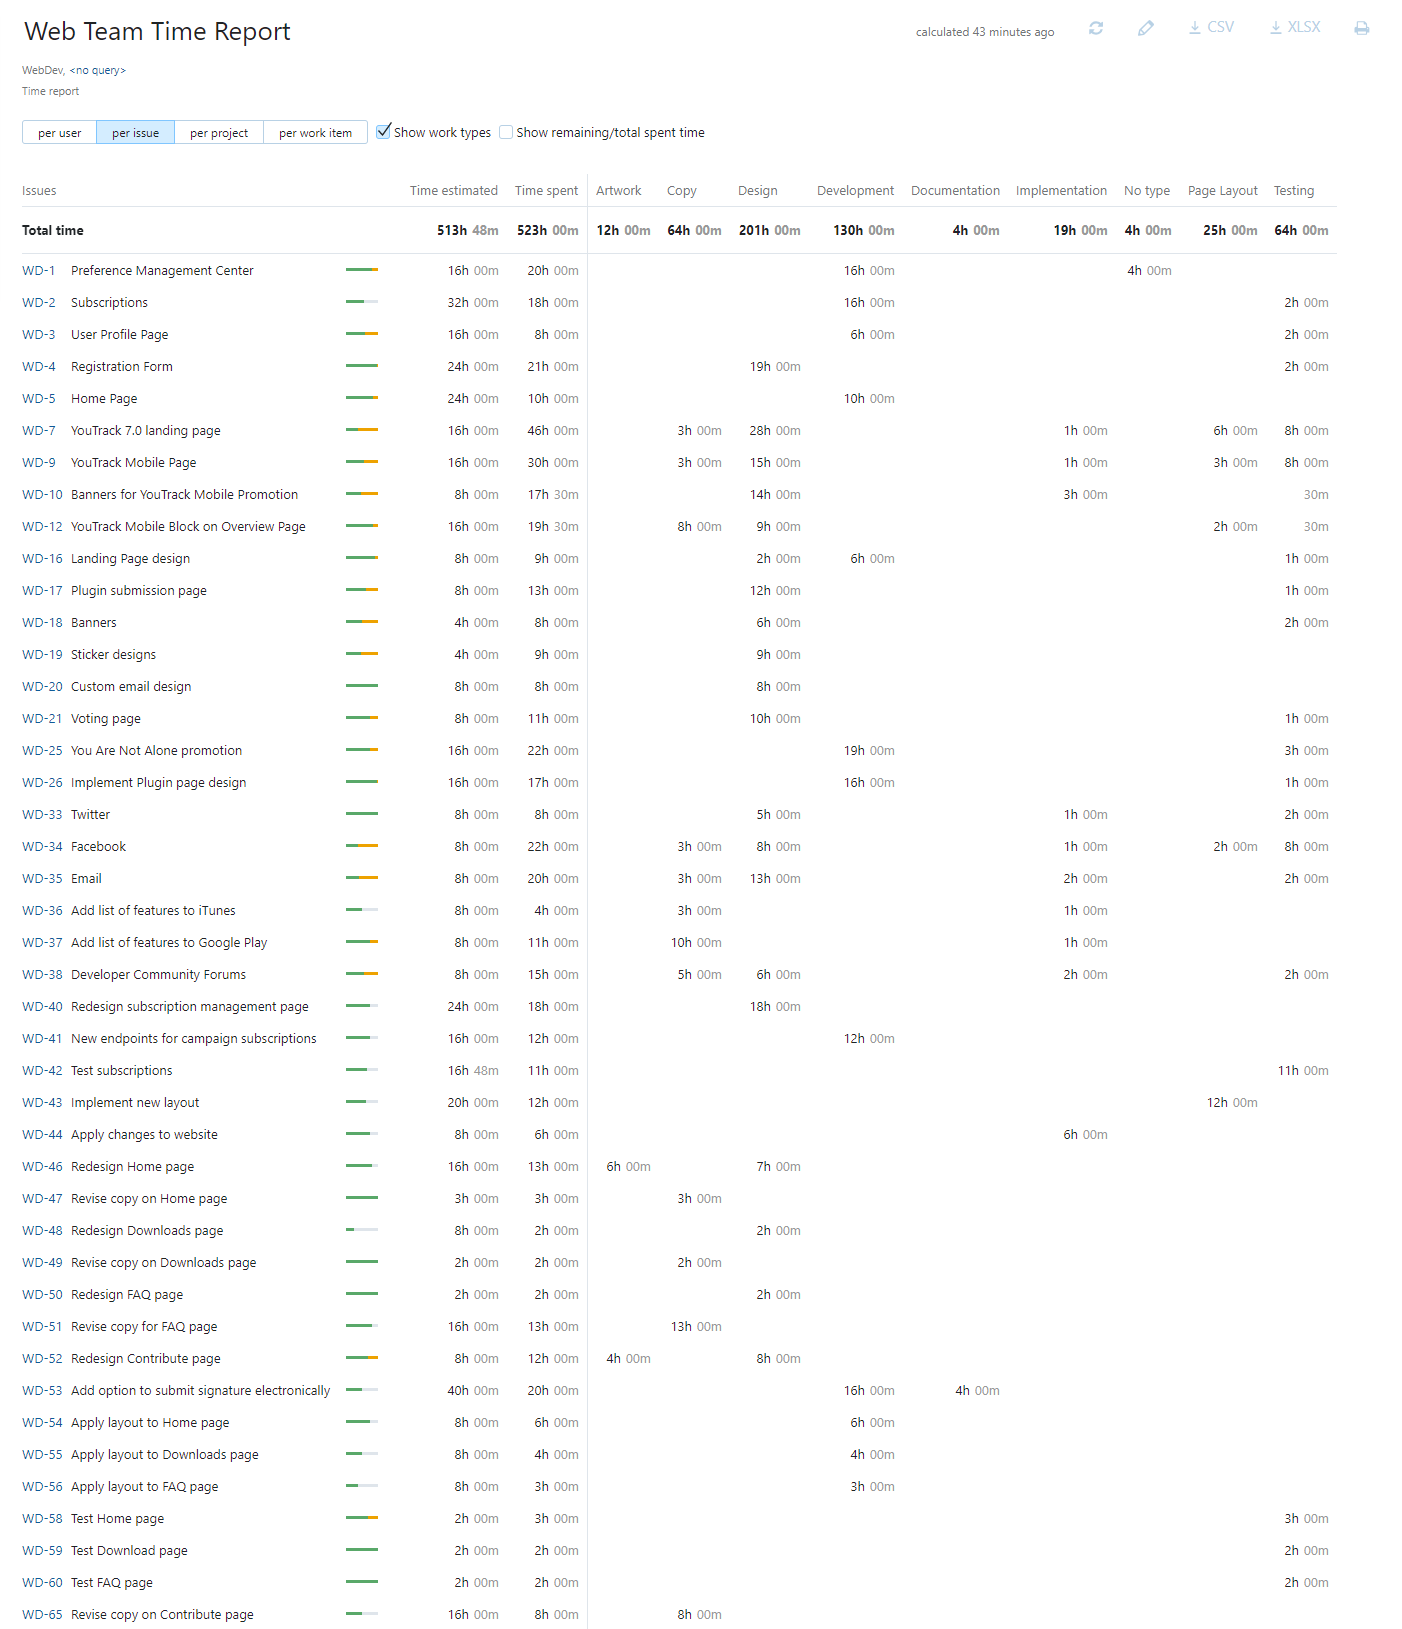 Web Team Time Report
calculated 43 minutes ago
CSV
XLSX
WebDev, <no query>
Time report
per user per issue per project per work item Show work types Show remaining/total spent time
Issues Time estimated Time spent Artwork Copy Design Development Documentation Implementation No type Page Layout Testing
Total time 513h 48m 523h 00m 12h 00m 64h 00m 201h 00m 130h 00m 4h 00m 19h 00m 4h 00m 25h 00m 64h 00m
WD-1 Preference Management Center 16h 00m 20h 00m 16h 00m 4h 00m
WD-2 Subscriptions 32h 00m 18h 00m 16h 00m 2h 00m
WD-3 User Profile Page 16h 00m 8h 00m 6h 00m 2h 00m
WD-4 Registration Form 24h 00m 21h 00m 19h 00m 2h 00m
WD-5 Home Page 24h 00m 10h 00m 10h 00m
WD-7 YouTrack 7.0 landing page 16h 00m 46h 00m 3h 00m 28h 00m 1h 00m 6h 00m 8h 00m
WD-9 YouTrack Mobile Page 16h 00m 30h 00m 3h 00m 15h 00m 1h 00m 3h 00m 8h 00m
WD-10 Banners for YouTrack Mobile Promotion 8h 00m 17h 30m 14h 00m 3h 00m 30m
WD-12 YouTrack Mobile Block on Overview Page 16h 00m 19h 30m 8h 00m 9h 00m 2h 00m 30m
WD-16 Landing Page design 8h 00m 9h 00m 2h 00m 6h 00m 1h 00m
WD-17 Plugin submission page 8h 00m 13h 00m 12h 00m 1h 00m
WD-18 Banners 4h 00m 8h 00m 6h 00m 2h 00m
WD-19 Sticker designs 4h 00m 9h 00m 9h 00m
WD-20 Custom email design 8h 00m 8h 00m 8h 00m
WD-21 Voting page 8h 00m 11h 00m 10h 00m 1h 00m
WD-25 You Are Not Alone promotion 16h 00m 22h 00m 19h 00m 3h 00m
WD-26 Implement Plugin page design 16h 00m 17h 00m 16h 00m 1h 00m
WD-33 Twitter 8h 00m 8h 00m 5h 00m 1h 00m 2h 00m
WD-34 Facebook 8h 00m 22h 00m 3h 00m 8h 00m 1h 00m 2h 00m 8h 00m
WD-35 Email 8h 00m 20h 00m 3h 00m 13h 00m 2h 00m 2h 00m
WD-36 Add list of features to iTunes 8h 00m 4h 00m 3h 00m 1h 00m
WD-37 Add list of features to Google Play 8h 00m 11h 00m 10h 00m 1h 00m
WD-38 Developer Community Forums 8h 00m 15h 00m 5h 00m 6h 00m 2h 00m 2h 00m
WD-40 Redesign subscription management page 24h 00m 18h 00m 18h 00m
WD-41 New endpoints for campaign subscriptions 16h 00m 12h 00m 12h 00m
WD-42 Test subscriptions 16h 48m 11h 00m 11h 00m
WD-43 Implement new layout 20h 00m 12h 00m 12h 00m
WD-44 Apply changes to website 8h 00m 6h 00m 6h 00m
WD-46 Redesign Home page 16h 00m 13h 00m 6h 00m 7h 00m
WD-47 Revise copy on Home page 3h 00m 3h 00m 3h 00m
WD-48 Redesign Downloads page 8h 00m 2h 00m 2h 00m
WD-49 Revise copy on Downloads page 2h 00m 2h 00m 2h 00m
WD-50 Redesign FAQ page 2h 00m 2h 00m 2h 00m
WD-51 Revise copy for FAQ page 16h 00m 13h 00m 13h 00m
WD-52 Redesign Contribute page 8h 00m 12h 00m 4h 00m 8h 00m
WD-53 Add option to submit signature electronically 40h 00m 20h 00m 16h 00m 4h 00m
WD-54 Apply layout to Home page 8h 00m 6h 00m 6h 00m
WD-55 Apply layout to Downloads page 8h 00m 4h 00m 4h 00m
WD-56 Apply layout to FAQ page 8h 00m 3h 00m 3h 00m
WD-58 Test Home page 2h 00m 3h 00m 3h 00m
WD-59 Test Download page 2h 00m 2h 00m 2h 00m
WD-60 Test FAQ page 2h 00m 2h 00m 2h 00m
WD-65 Revise copy on Contribute page 16h 00m 8h 00m 8h 00m